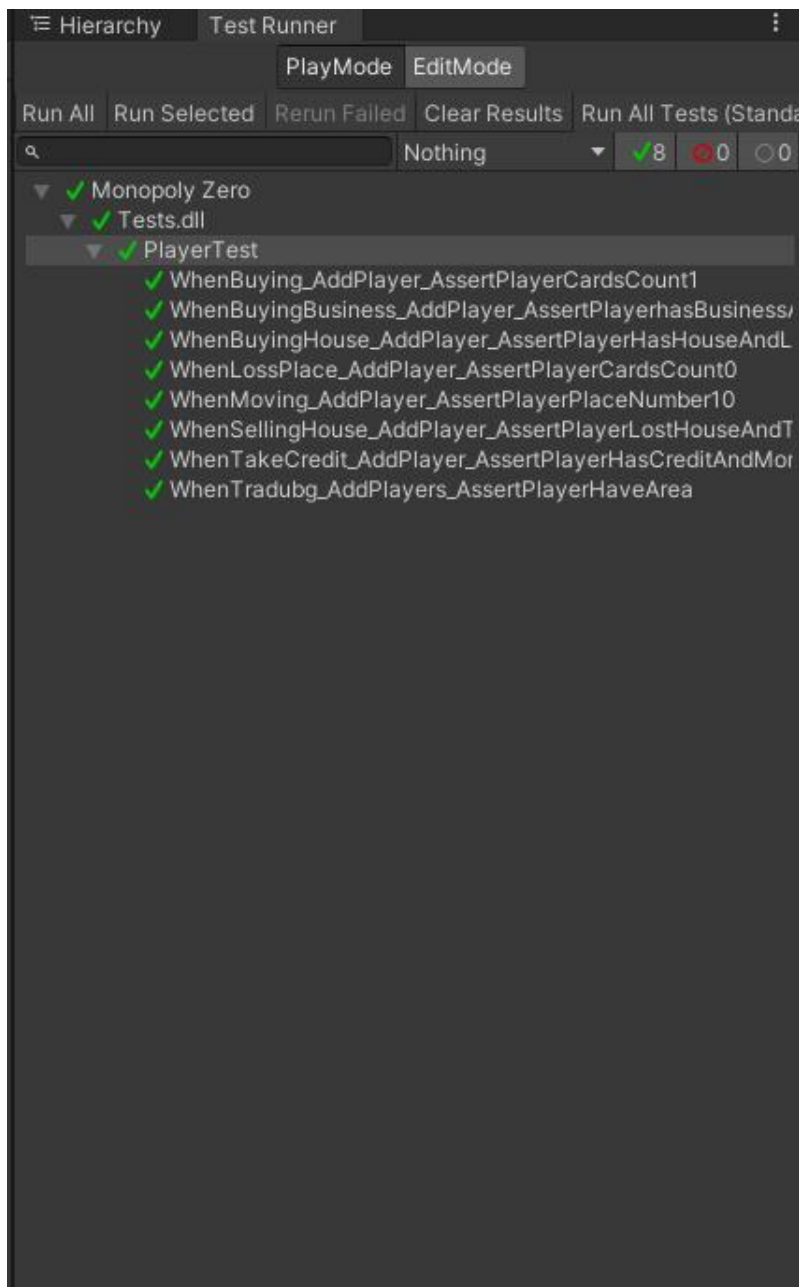 Hierarchy Test Runner
PlayMode EditMode
Run All Run Selected Rerun Failed Clear Results Run All Tests (Standa
Nothing 8 0 0
Monopoly Zero
Tests.dll
PlayerTest
WhenBuying_AddPlayer_AssertPlayerCardsCount1
WhenBuyingBusiness_AddPlayer_AssertPlayerhasBusinessA
WhenBuyingHouse_AddPlayer_AssertPlayerHasHouseAndL
WhenLossPlace_AddPlayer_AssertPlayerCardsCount0
WhenMoving_AddPlayer_AssertPlayerPlaceNumber10
WhenSellingHouse_AddPlayer_AssertPlayerLostHouseAndT
WhenTakeCredit_AddPlayer_AssertPlayerHasCreditAndMor
WhenTradubg_AddPlayers_AssertPlayerHaveArea